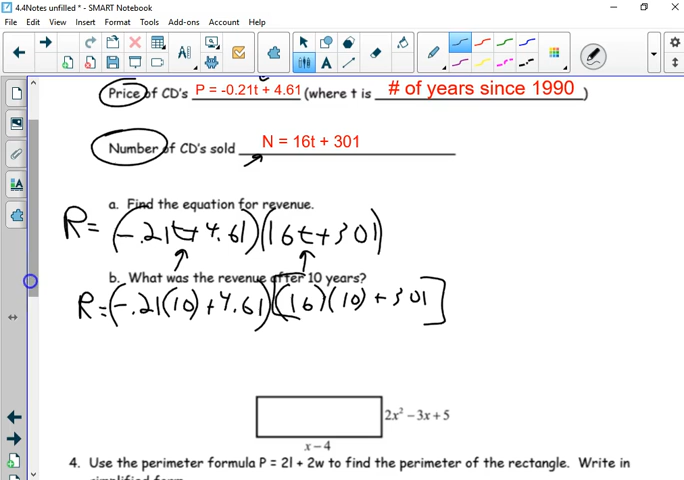 4.4Notes unfilled * - SMART Notebook
File Edit View Insert Format Tools Add-ons Account Help
Price of CD's P = -0.21t + 4.61 (where t is # of years since 1990 )
Number of CD's sold N = 16t + 301
a. Find the equation for revenue.
R= (-.21t+4.61)(16t+301)
b. What was the revenue after 10 years?
R=(-.21(10)+4.61)[(16)(10)+301]
2x² - 3x + 5
x - 4
4. Use the perimeter formula P = 2l + 2w to find the perimeter of the rectangle. Write in
simplified form